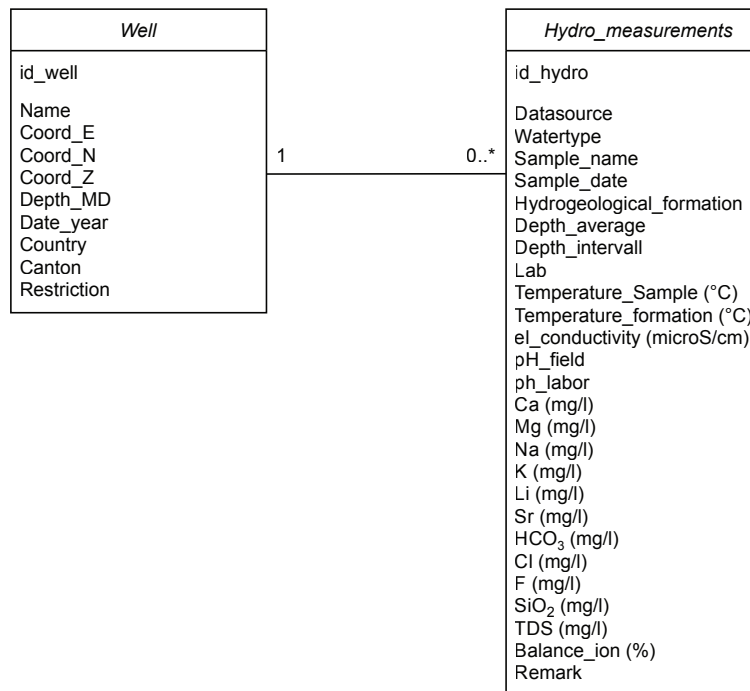 Well
id_well
Name
Coord_E
Coord_N
Coord_Z
Depth_MD
Date_year
Country
Canton
Restriction
1
0..*
Hydro_measurements
id_hydro
Datasource
Watertype
Sample_name
Sample_date
Hydrogeological_formation
Depth_average
Depth_intervall
Lab
Temperature_Sample (°C)
Temperature_formation (°C)
el_conductivity (microS/cm)
pH_field
ph_labor
Ca (mg/l)
Mg (mg/l)
Na (mg/l)
K (mg/l)
Li (mg/l)
Sr (mg/l)
HCO₃ (mg/l)
Cl (mg/l)
F (mg/l)
SiO₂ (mg/l)
TDS (mg/l)
Balance_ion (%)
Remark